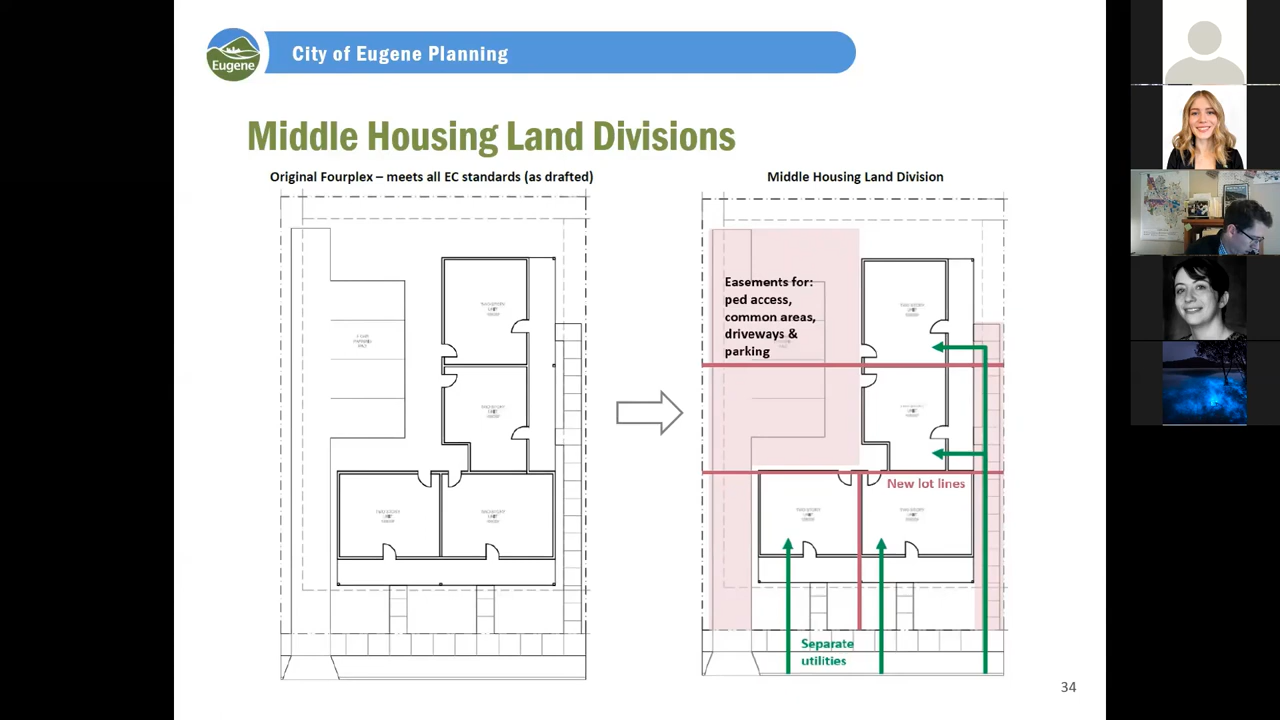 Eugene
City of Eugene Planning
Middle Housing Land Divisions
Original Fourplex – meets all EC standards (as drafted)
Middle Housing Land Division
Easements for:
ped access,
common areas,
driveways &
parking
New lot lines
Separate
utilities
34